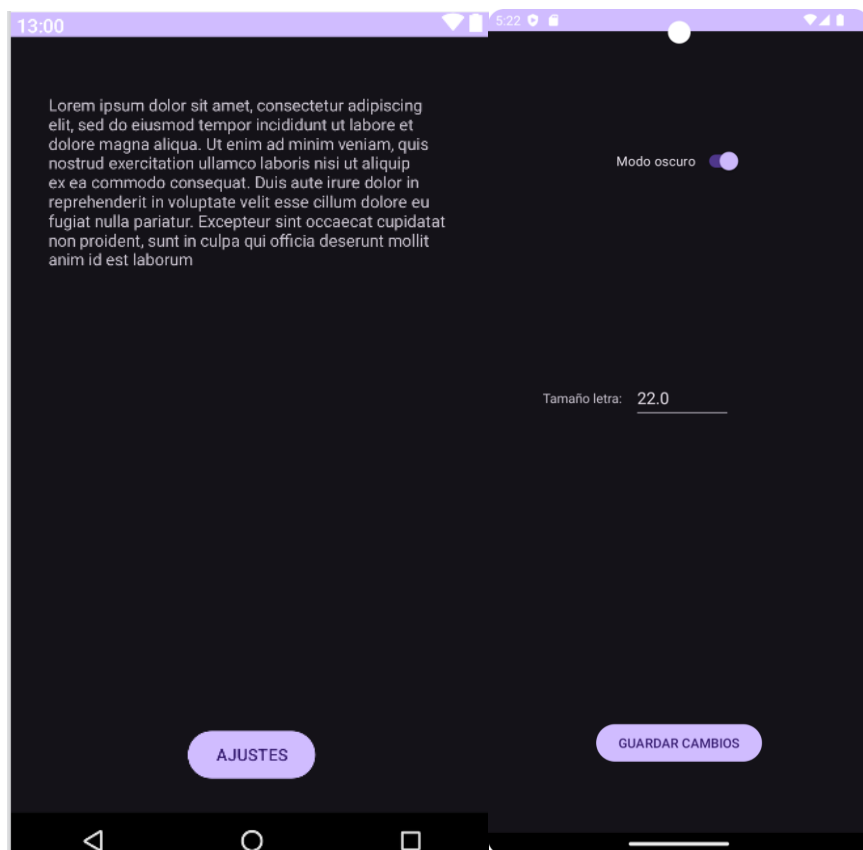 13:00
Lorem ipsum dolor sit amet, consectetur adipiscing
elit, sed do eiusmod tempor incididunt ut labore et
dolore magna aliqua. Ut enim ad minim veniam, quis
nostrud exercitation ullamco laboris nisi ut aliquip
ex ea commodo consequat. Duis aute irure dolor in
reprehenderit in voluptate velit esse cillum dolore eu
fugiat nulla pariatur. Excepteur sint occaecat cupidatat
non proident, sunt in culpa qui officia deserunt mollit
anim id est laborum
AJUSTES
5:22
Modo oscuro
Tamaño letra: 22.0
GUARDAR CAMBIOS